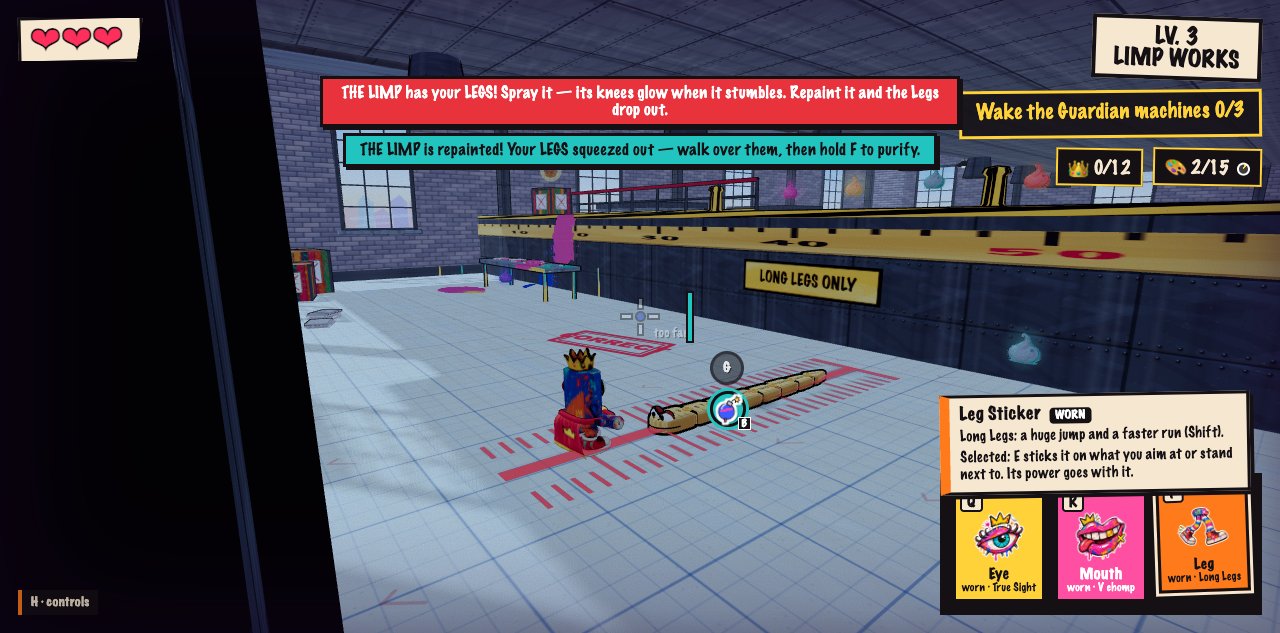 LV. 3
LIMP WORKS
THE LIMP has your LEGS! Spray it — its knees glow when it stumbles. Repaint it and the Legs
drop out.
Wake the Guardian machines 0/3
THE LIMP is repainted! Your LEGS squeezed out — walk over them, then hold F to purify.
0/12
2/15
30
40
50
LONG LEGS ONLY
too far
G
Leg Sticker WORN
Long Legs: a huge jump and a faster run (Shift).
Selected: E sticks it on what you aim at or stand
next to. Its power goes with it.
Q
R
Eye
worn · True Sight
Mouth
worn · Y chomp
Leg
worn · Long Legs
H · controls